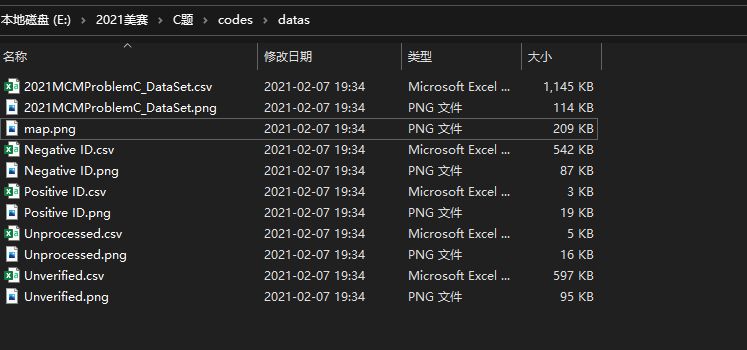 本地磁盘 (E:) > 2021美赛 > C题 > codes > datas
名称 修改日期 类型 大小
2021MCMProblemC_DataSet.csv 2021-02-07 19:34 Microsoft Excel ... 1,145 KB
2021MCMProblemC_DataSet.png 2021-02-07 19:34 PNG 文件 114 KB
map.png 2021-02-07 19:34 PNG 文件 209 KB
Negative ID.csv 2021-02-07 19:34 Microsoft Excel ... 542 KB
Negative ID.png 2021-02-07 19:34 PNG 文件 87 KB
Positive ID.csv 2021-02-07 19:34 Microsoft Excel ... 3 KB
Positive ID.png 2021-02-07 19:34 PNG 文件 19 KB
Unprocessed.csv 2021-02-07 19:34 Microsoft Excel ... 5 KB
Unprocessed.png 2021-02-07 19:34 PNG 文件 16 KB
Unverified.csv 2021-02-07 19:34 Microsoft Excel ... 597 KB
Unverified.png 2021-02-07 19:34 PNG 文件 95 KB